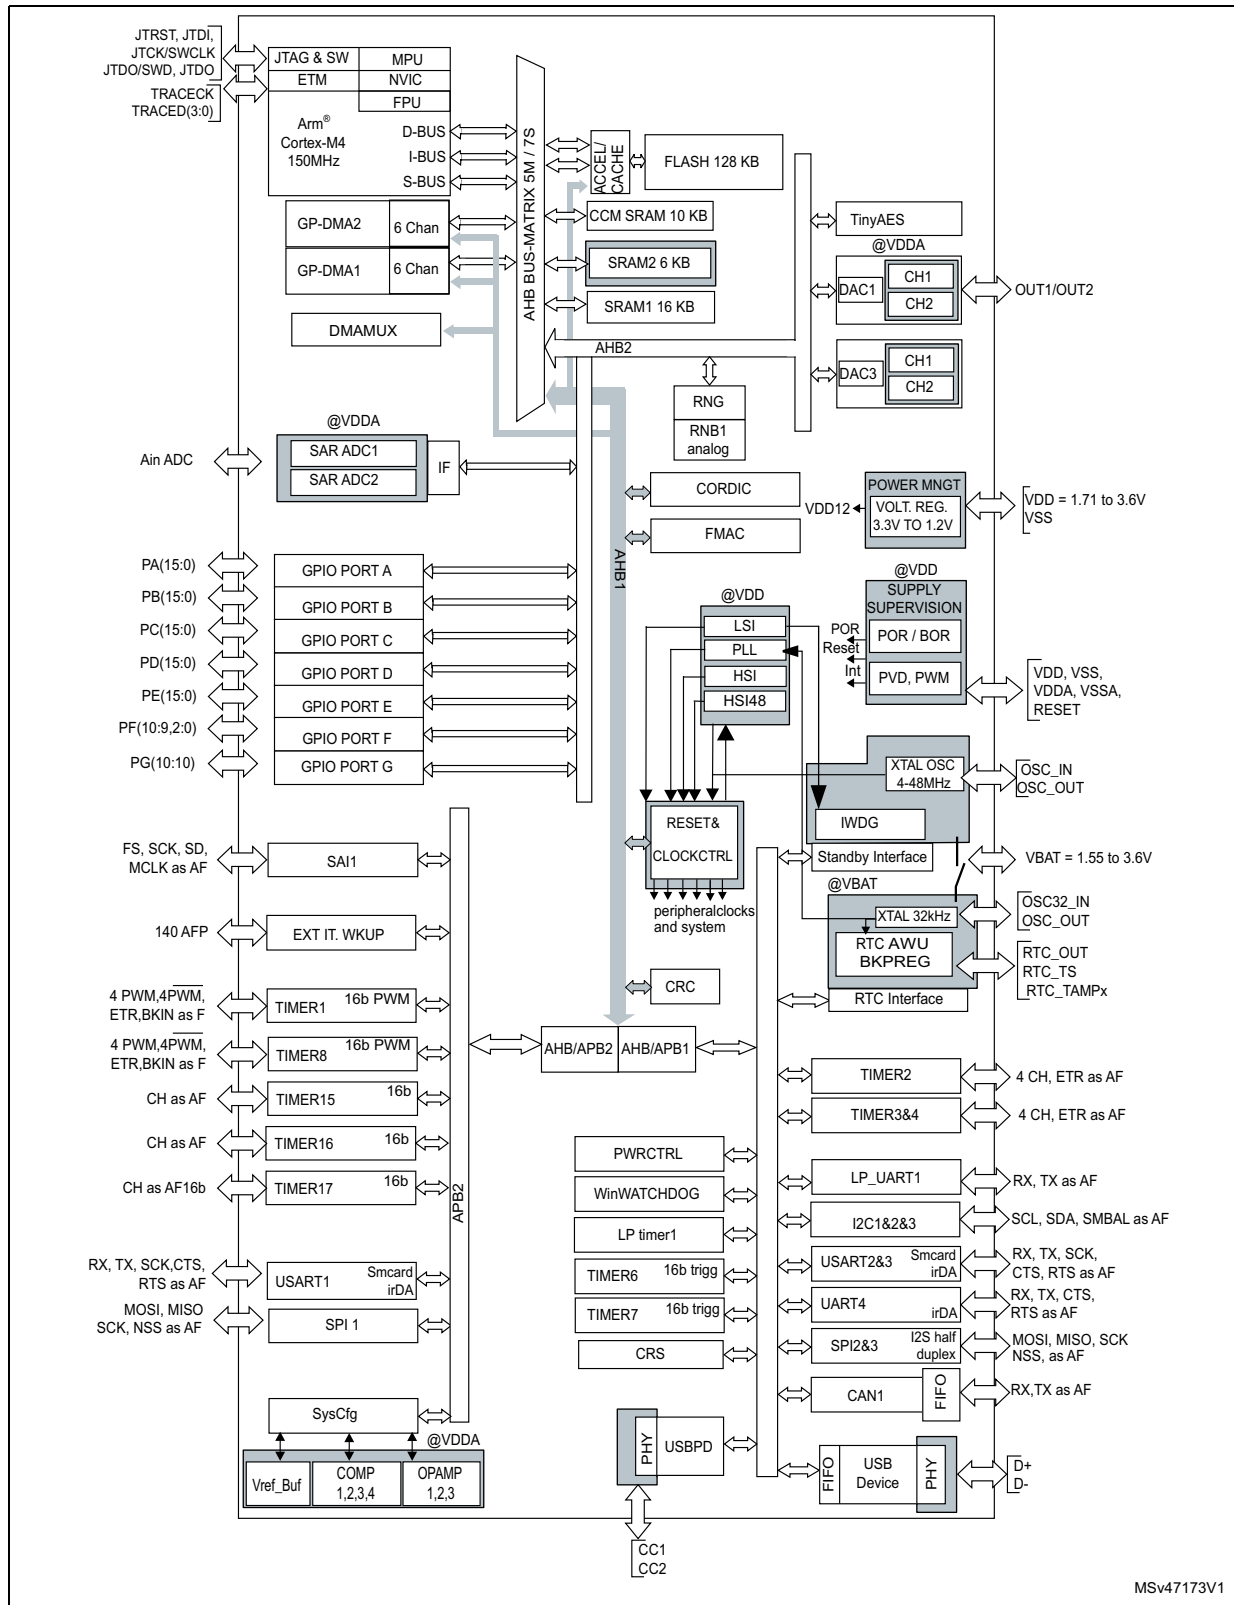 JTRST, JTDI,
JTCK/SWCLK
JTDO/SWD, JTDO
TRACECK
TRACED(3:0)
JTAG & SW
MPU
ETM
NVIC
FPU
Arm®
Cortex-M4
150MHz
D-BUS
I-BUS
S-BUS
GP-DMA2
6 Chan
GP-DMA1
6 Chan
DMAMUX
AHB BUS-MATRIX 5M / 7S
ACCEL/
CACHE
FLASH 128 KB
CCM SRAM 10 KB
SRAM2 6 KB
SRAM1 16 KB
AHB2
RNG
RNB1
analog
TinyAES
@VDDA
DAC1
CH1
CH2
OUT1/OUT2
DAC3
CH1
CH2
@VDDA
Ain ADC
SAR ADC1
SAR ADC2
IF
CORDIC
FMAC
AHB1
POWER MNGT
VDD12
VOLT. REG.
3.3V TO 1.2V
VDD = 1.71 to 3.6V
VSS
PA(15:0)
GPIO PORT A
PB(15:0)
GPIO PORT B
PC(15:0)
GPIO PORT C
PD(15:0)
GPIO PORT D
PE(15:0)
GPIO PORT E
PF(10:9,2:0)
GPIO PORT F
PG(10:10)
GPIO PORT G
@VDD
LSI
PLL
HSI
HSI48
@VDD
SUPPLY
SUPERVISION
POR
Reset
Int
POR / BOR
PVD, PWM
VDD, VSS,
VDDA, VSSA,
RESET
XTAL OSC
4-48MHz
OSC_IN
OSC_OUT
IWDG
RESET&
CLOCKCTRL
peripheralclocks
and system
Standby Interface
VBAT = 1.55 to 3.6V
@VBAT
XTAL 32kHz
OSC32_IN
OSC_OUT
RTC AWU
BKPREG
RTC_OUT
RTC_TS
RTC_TAMPx
RTC Interface
CRC
FS, SCK, SD,
MCLK as AF
SAI1
140 AFP
EXT IT. WKUP
4 PWM,4PWM,
ETR,BKIN as F
TIMER1
16b PWM
4 PWM,4PWM,
ETR,BKIN as F
TIMER8
16b PWM
CH as AF
TIMER15
16b
CH as AF
TIMER16
16b
CH as AF16b
TIMER17
16b
APB2
AHB/APB2
AHB/APB1
RX, TX, SCK,CTS,
RTS as AF
USART1
Smcard
irDA
MOSI, MISO
SCK, NSS as AF
SPI 1
SysCfg
@VDDA
Vref_Buf
COMP
1,2,3,4
OPAMP
1,2,3
PWRCTRL
WinWATCHDOG
LP timer1
TIMER6
16b trigg
TIMER7
16b trigg
CRS
PHY
USBPD
CC1
CC2
TIMER2
4 CH, ETR as AF
TIMER3&4
4 CH, ETR as AF
LP_UART1
RX, TX as AF
I2C1&2&3
SCL, SDA, SMBAL as AF
USART2&3
Smcard
irDA
RX, TX, SCK,
CTS, RTS as AF
UART4
irDA
RX, TX, CTS,
RTS as AF
SPI2&3
I2S half
duplex
MOSI, MISO, SCK
NSS, as AF
CAN1
FIFO
RX,TX as AF
FIFO
USB
Device
PHY
D+
D-
MSv47173V1